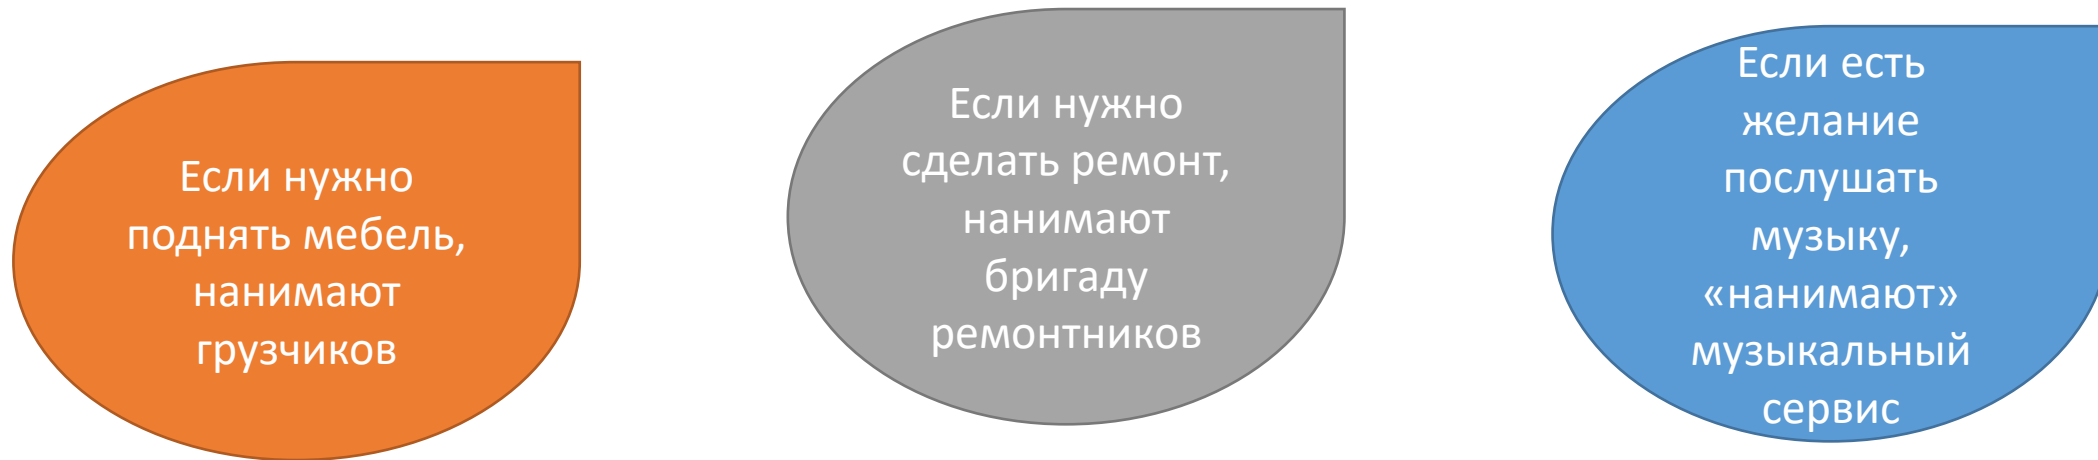 Если нужно
поднять мебель,
нанимают
грузчиков
Если нужно
сделать ремонт,
нанимают
бригаду
ремонтников
Если есть
желание
послушать
музыку,
«нанимают»
музыкальный
сервис